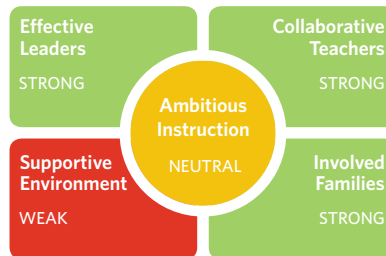 Effective
Leaders
STRONG
Collaborative
Teachers
STRONG
Ambitious
Instruction
NEUTRAL
Supportive
Environment
WEAK
Involved
Families
STRONG